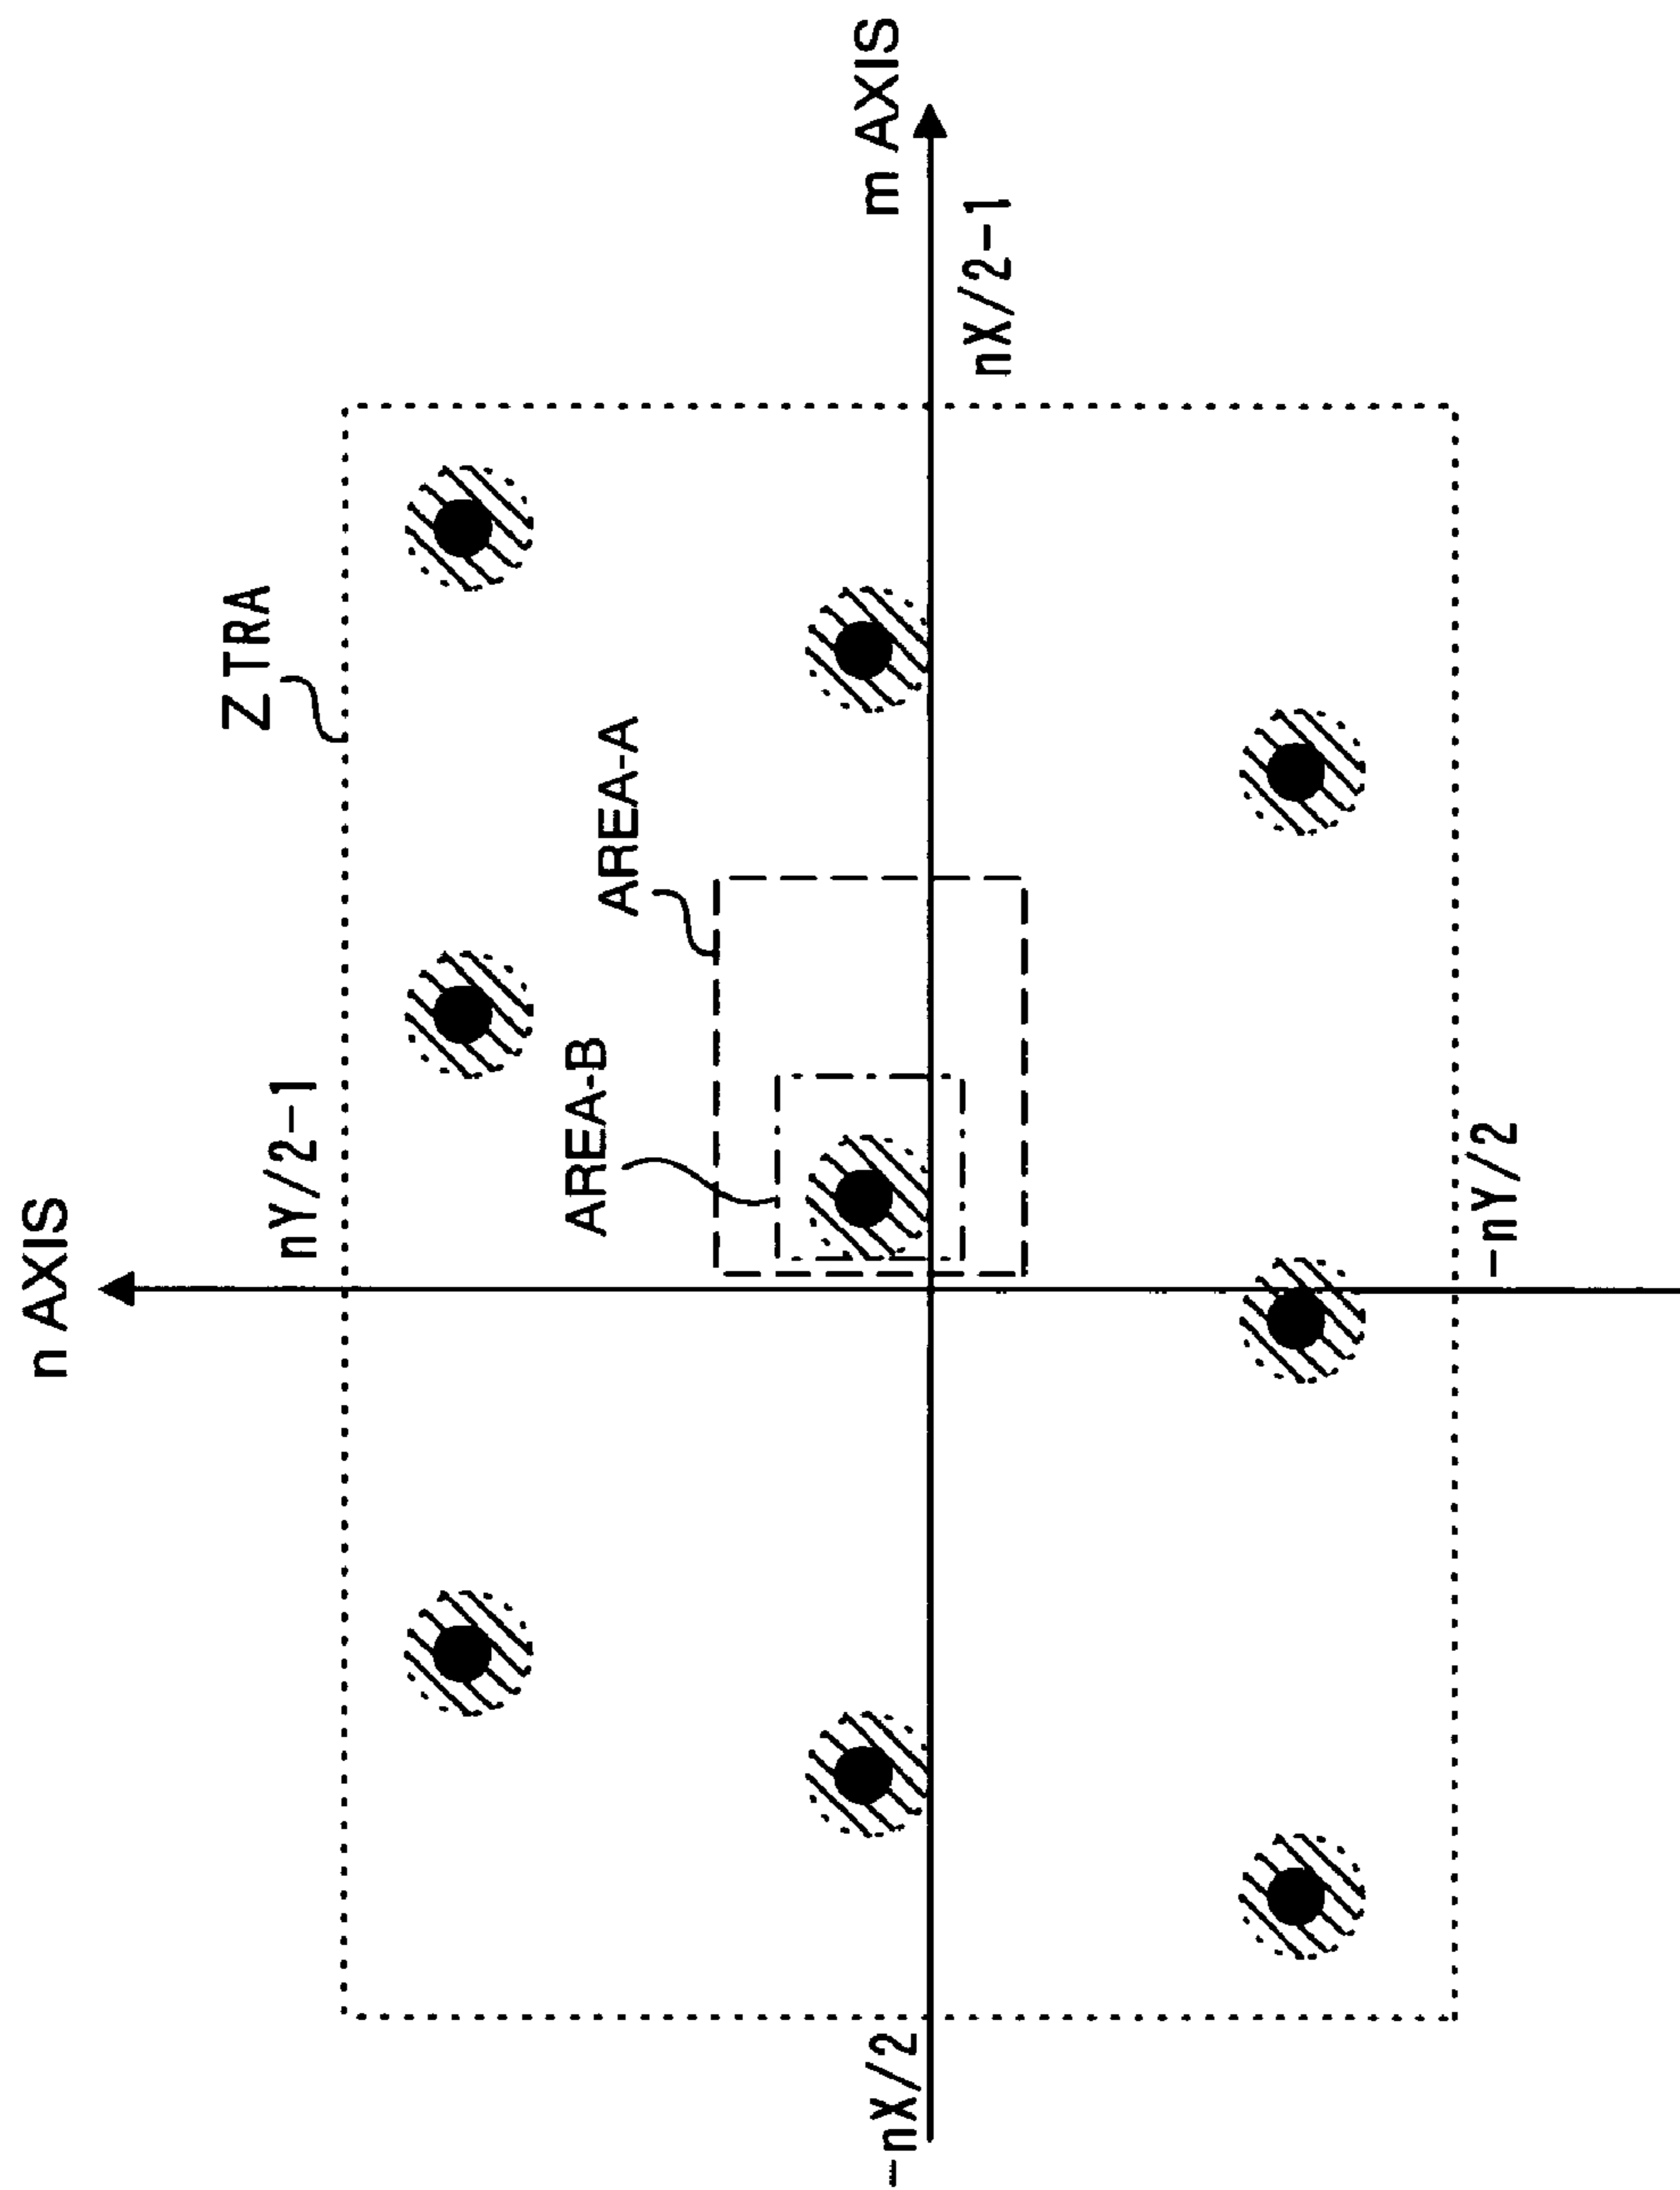 n AXIS
Z TRA
nY/2-1
AREA-A
AREA-B
m AXIS
-nX/2
nX/2-1
-nY/2